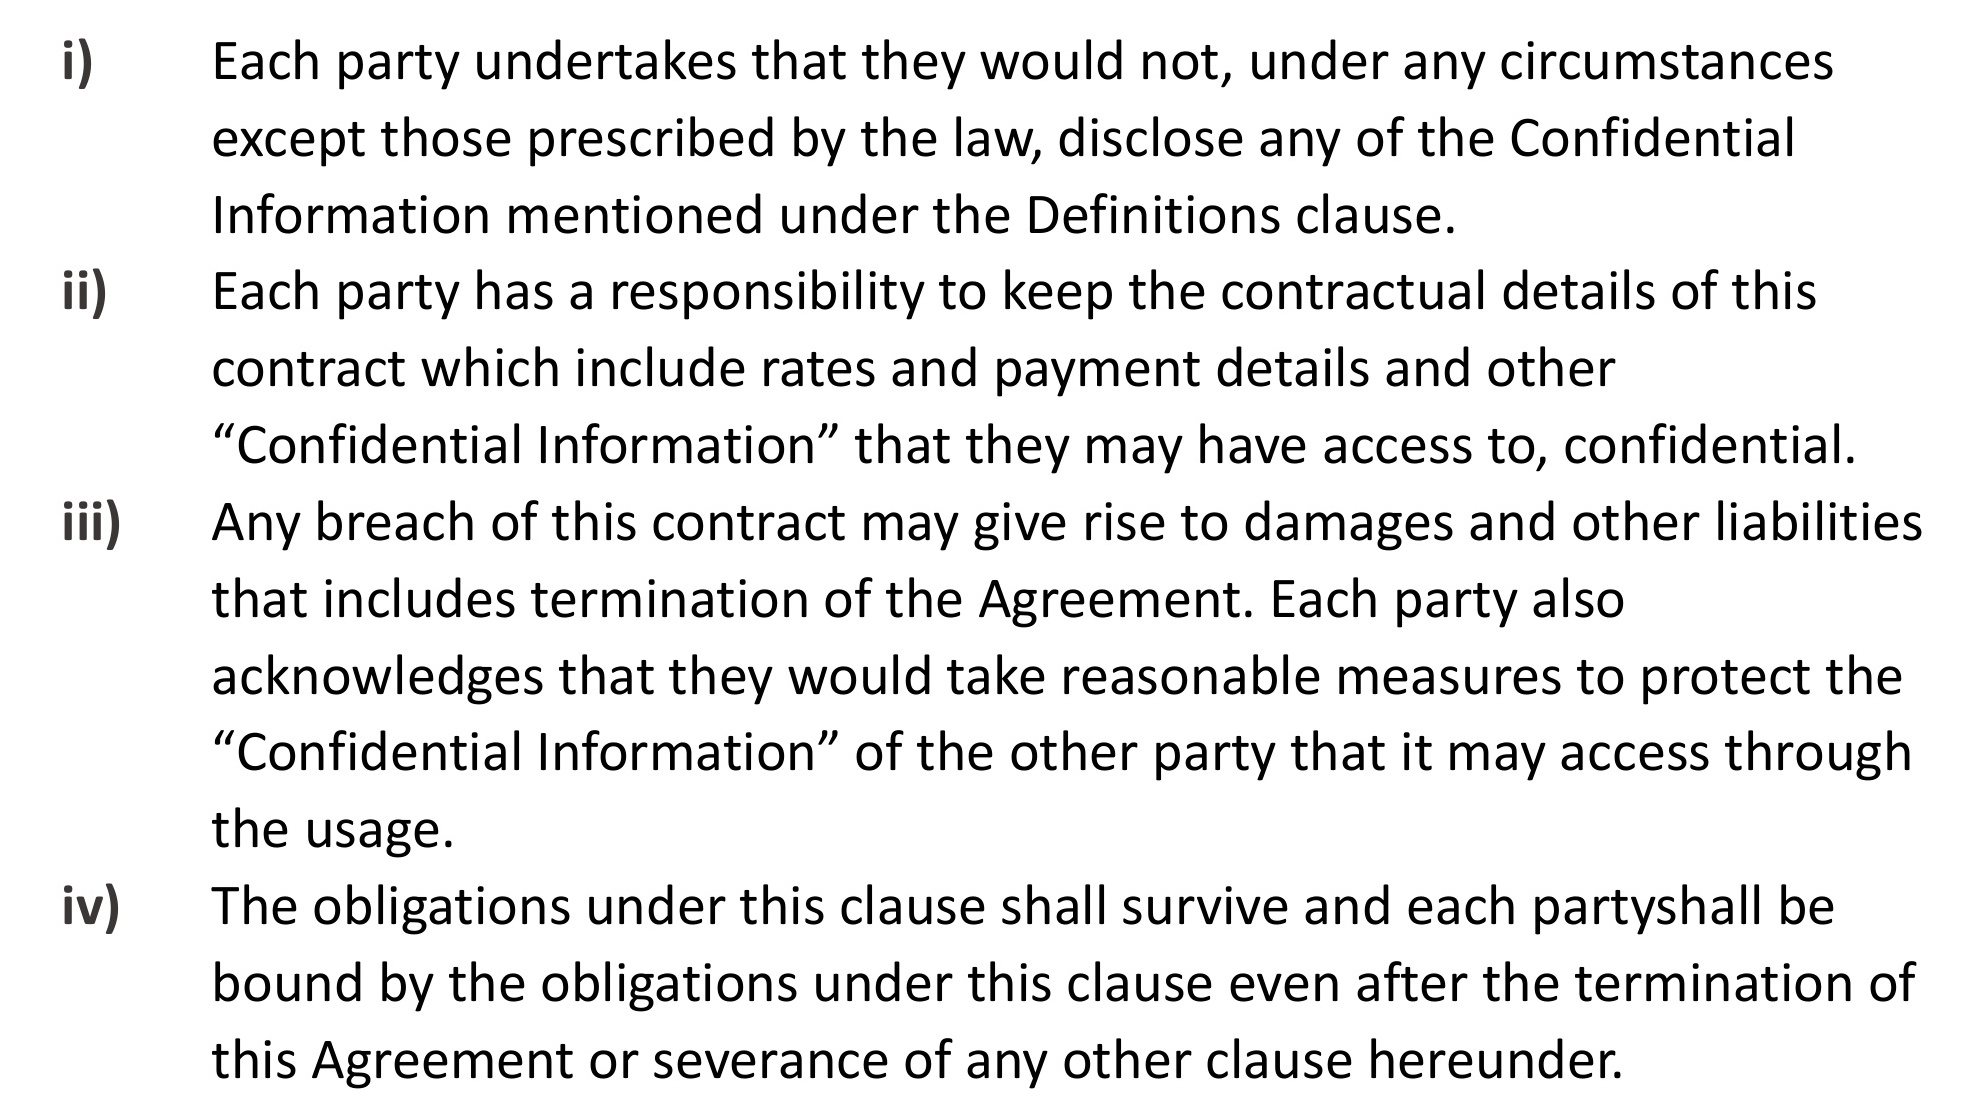 i) Each party undertakes that they would not, under any circumstances
except those prescribed by the law, disclose any of the Confidential
Information mentioned under the Definitions clause.
ii) Each party has a responsibility to keep the contractual details of this
contract which include rates and payment details and other
“Confidential Information” that they may have access to, confidential.
iii) Any breach of this contract may give rise to damages and other liabilities
that includes termination of the Agreement. Each party also
acknowledges that they would take reasonable measures to protect the
“Confidential Information” of the other party that it may access through
the usage.
iv) The obligations under this clause shall survive and each partyshall be
bound by the obligations under this clause even after the termination of
this Agreement or severance of any other clause hereunder.